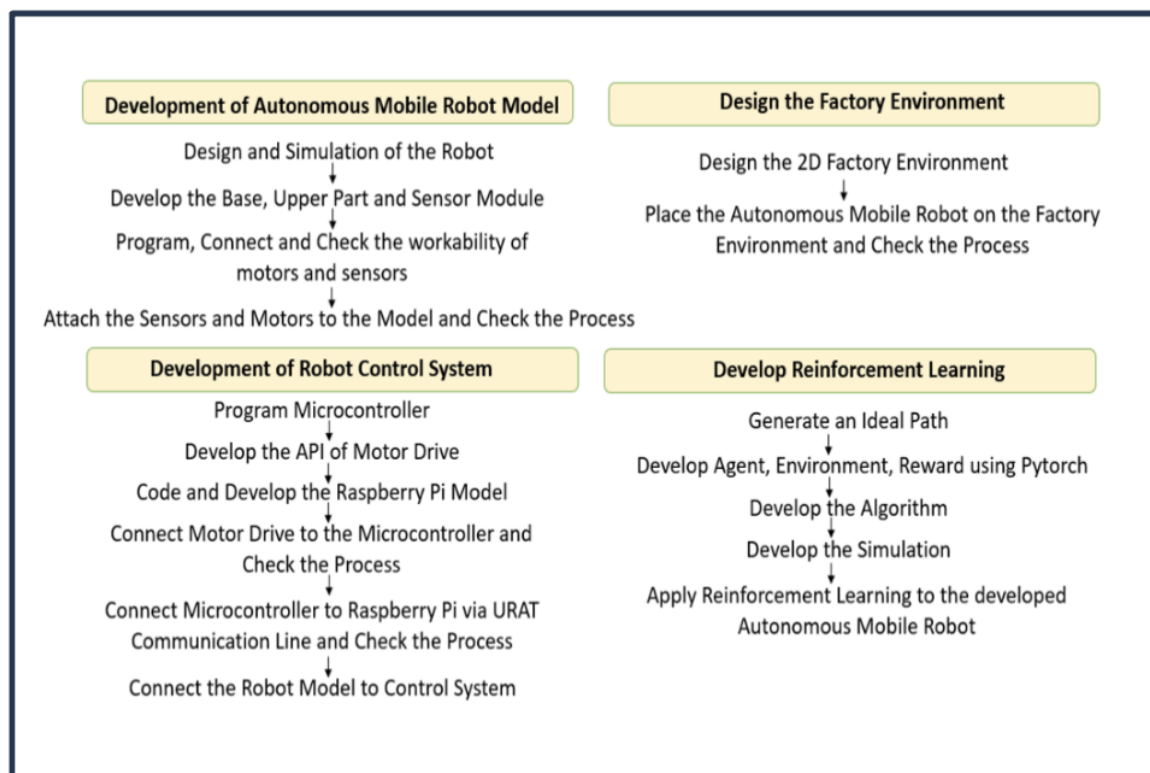 Development of Autonomous Mobile Robot Model
Design and Simulation of the Robot
Develop the Base, Upper Part and Sensor Module
Program, Connect and Check the workability of
motors and sensors
Attach the Sensors and Motors to the Model and Check the Process
Design the Factory Environment
Design the 2D Factory Environment
Place the Autonomous Mobile Robot on the Factory
Environment and Check the Process
Development of Robot Control System
Program Microcontroller
Develop the API of Motor Drive
Code and Develop the Raspberry Pi Model
Connect Motor Drive to the Microcontroller and
Check the Process
Connect Microcontroller to Raspberry Pi via URAT
Communication Line and Check the Process
Connect the Robot Model to Control System
Develop Reinforcement Learning
Generate an Ideal Path
Develop Agent, Environment, Reward using Pytorch
Develop the Algorithm
Develop the Simulation
Apply Reinforcement Learning to the developed
Autonomous Mobile Robot